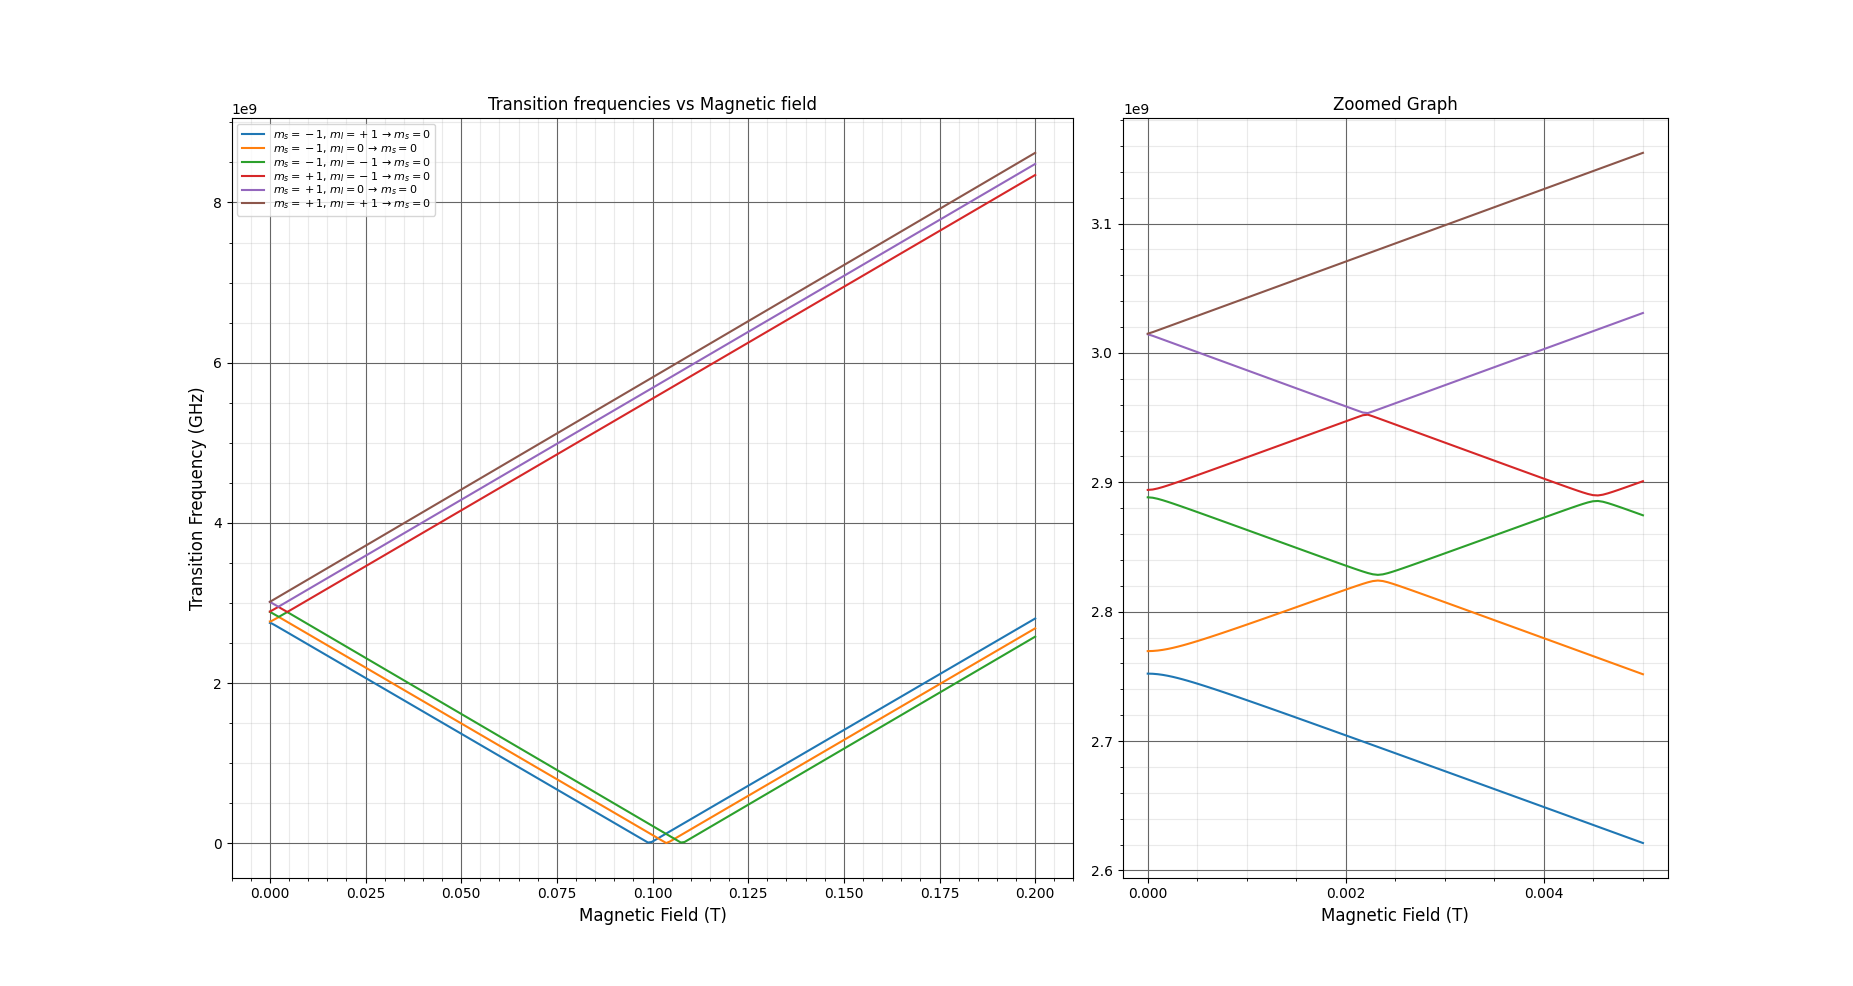 Transition frequencies vs Magnetic field
1e9
m_s = −1, m_I = +1 → m_s = 0
m_s = −1, m_I = 0 → m_s = 0
m_s = −1, m_I = −1 → m_s = 0
m_s = +1, m_I = −1 → m_s = 0
m_s = +1, m_I = 0 → m_s = 0
m_s = +1, m_I = +1 → m_s = 0
8
6
4
2
0
Transition Frequency (GHz)
0.000 0.025 0.050 0.075 0.100 0.125 0.150 0.175 0.200
Magnetic Field (T)
Zoomed Graph
1e9
3.1
3.0
2.9
2.8
2.7
2.6
0.000 0.002 0.004
Magnetic Field (T)